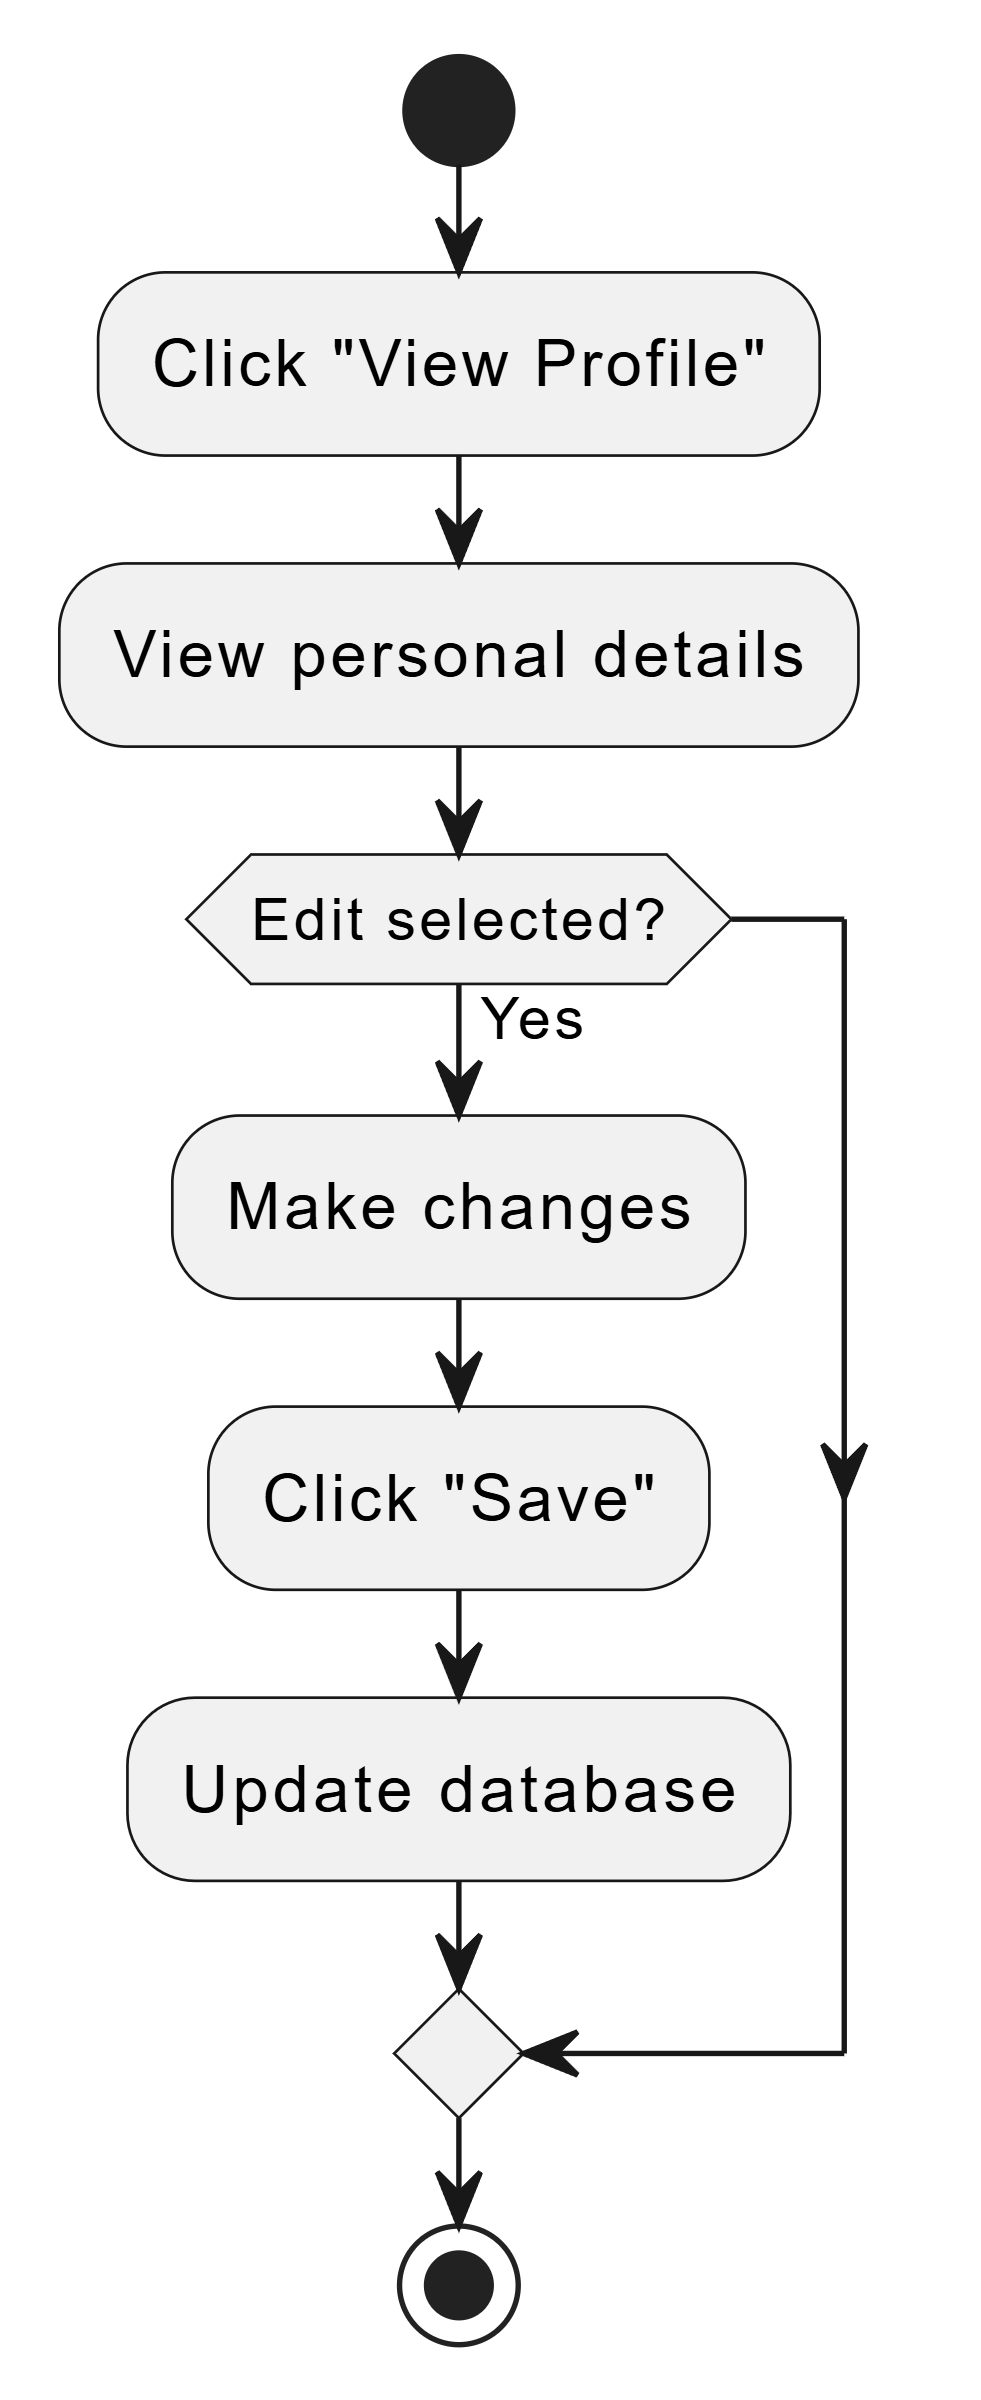 Click "View Profile"
View personal details
Edit selected?
Yes
Make changes
Click "Save"
Update database